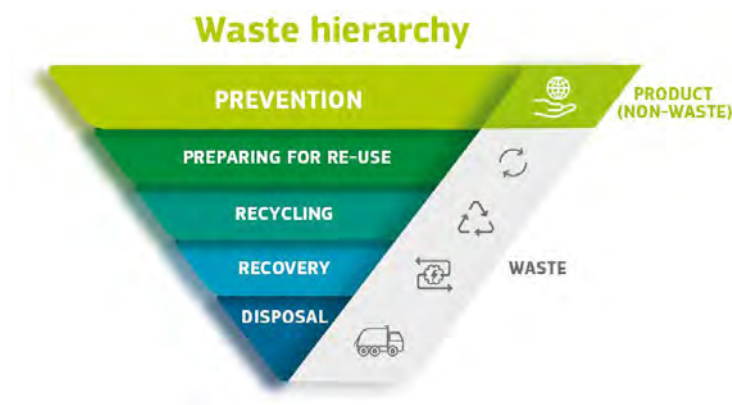 Waste hierarchy
PREVENTION
PRODUCT
(NON-WASTE)
PREPARING FOR RE-USE
RECYCLING
RECOVERY
WASTE
DISPOSAL